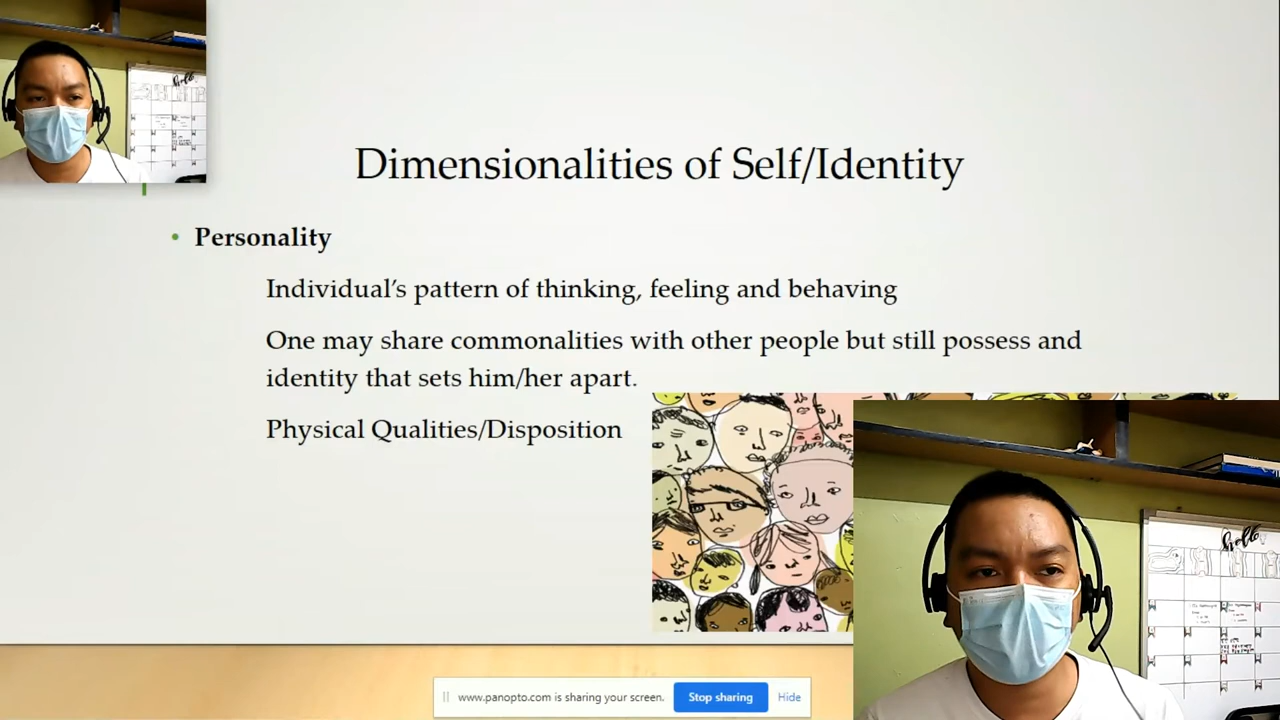 hello
Dimensionalities of Self/Identity
• Personality
Individual's pattern of thinking, feeling and behaving
One may share commonalities with other people but still possess and
identity that sets him/her apart.
Physical Qualities/Disposition
hello
www.panopto.com is sharing your screen.
Stop sharing
Hide